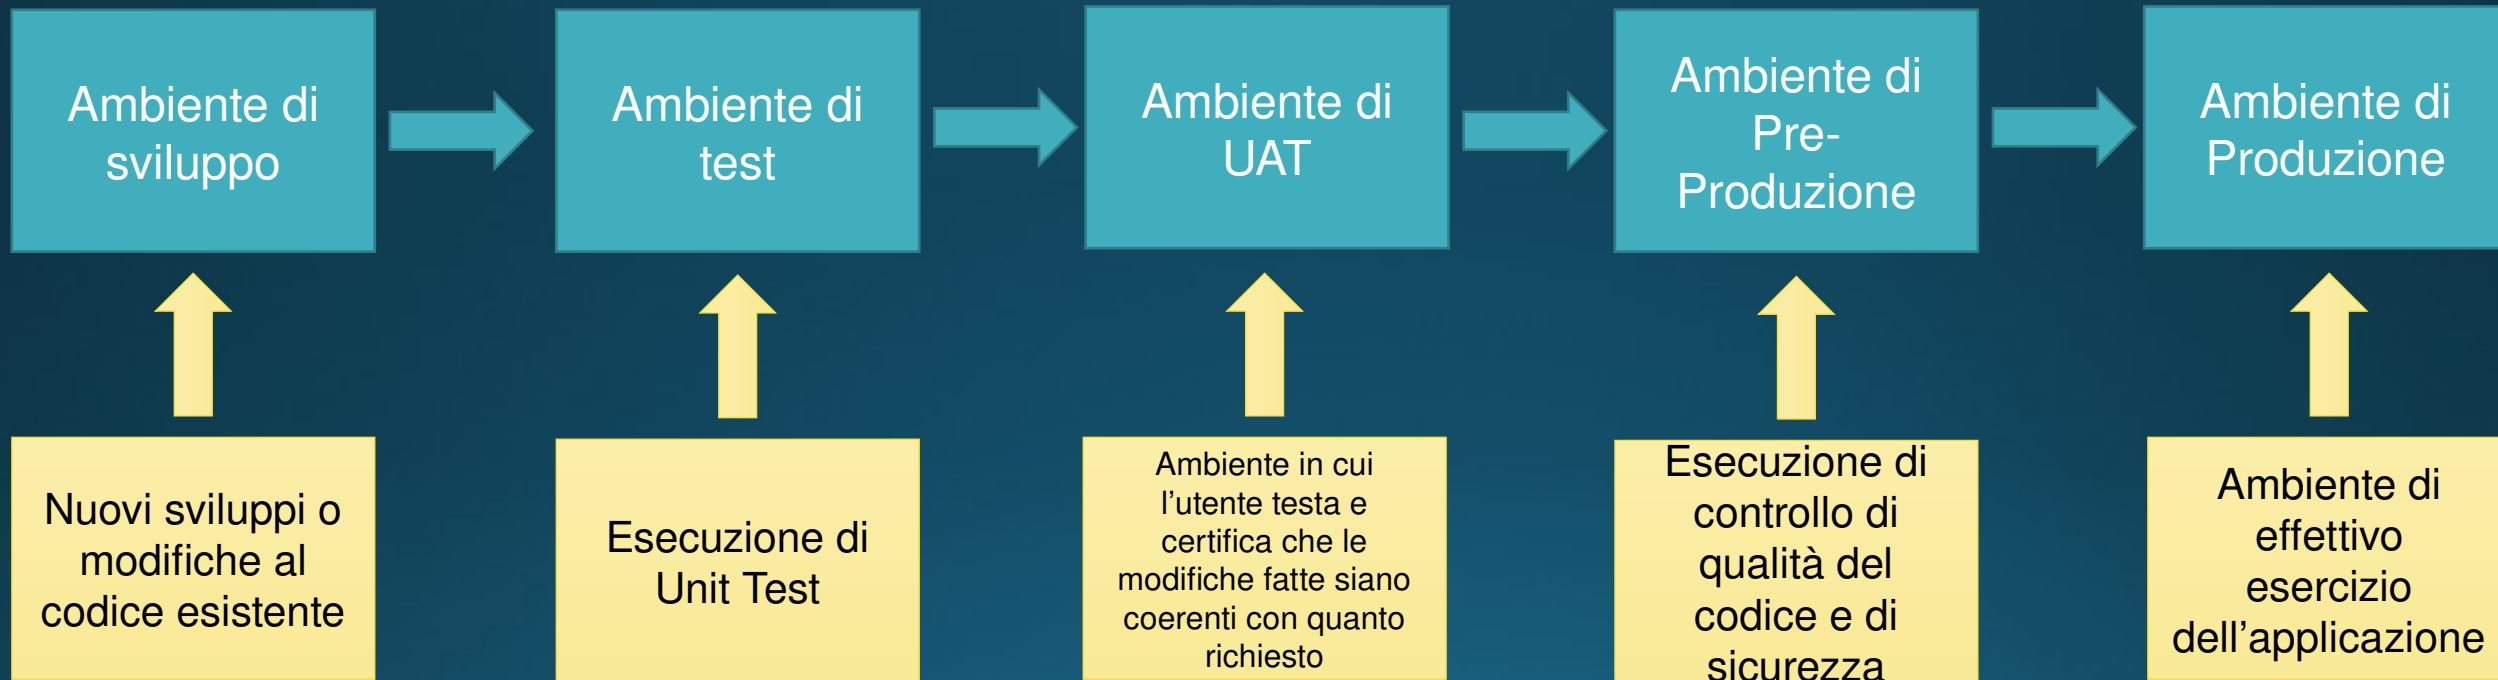 Ambiente di
sviluppo
Ambiente di
test
Ambiente di
UAT
Ambiente di
Pre-
Produzione
Ambiente di
Produzione
Nuovi sviluppi o
modifiche al
codice esistente
Esecuzione di
Unit Test
Ambiente in cui
l’utente testa e
certifica che le
modifiche fatte siano
coerenti con quanto
richiesto
Esecuzione di
controllo di
qualità del
codice e di
sicurezza
Ambiente di
effettivo
esercizio
dell’applicazione